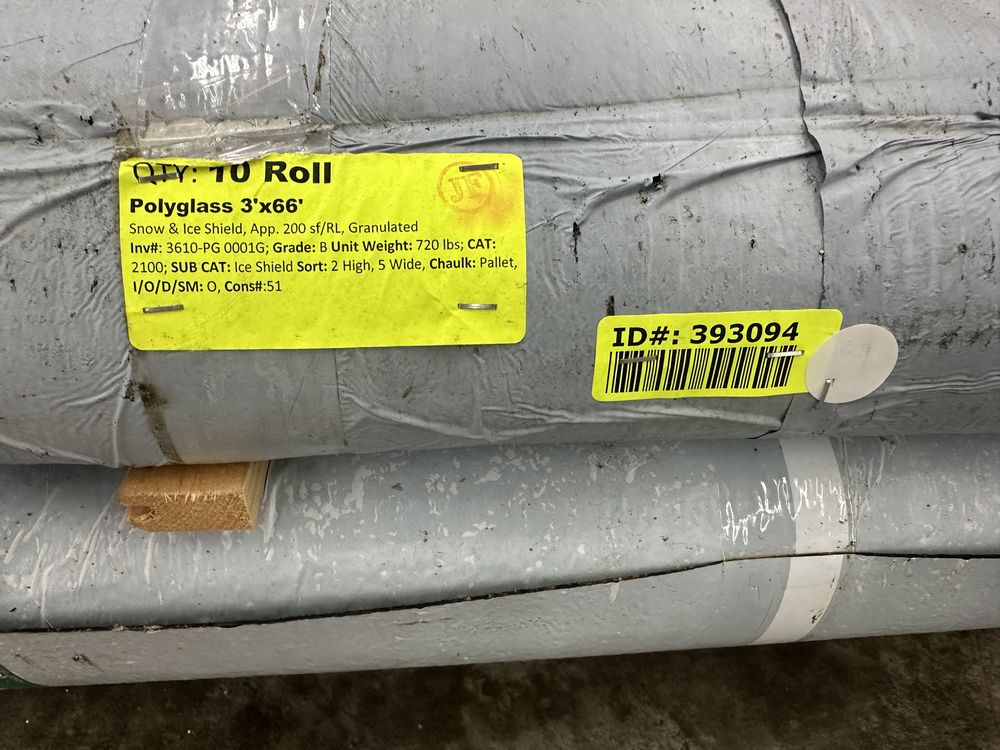 QTY: 10 Roll
Polyglass 3'x66'
Snow & Ice Shield, App. 200 sf/RL, Granulated
Inv#: 3610-PG 0001G; Grade: B Unit Weight: 720 lbs; CAT:
2100; SUB CAT: Ice Shield Sort: 2 High, 5 Wide, Chaulk: Pallet,
I/O/D/SM: O, Cons#:51
ID#: 393094